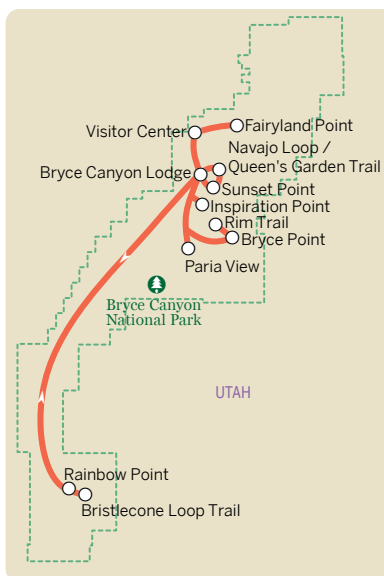 Visitor Center
Fairyland Point
Navajo Loop /
Queen's Garden Trail
Bryce Canyon Lodge
Sunset Point
Inspiration Point
Rim Trail
Bryce Point
Paria View
Bryce Canyon
National Park
UTAH
Rainbow Point
Bristlecone Loop Trail